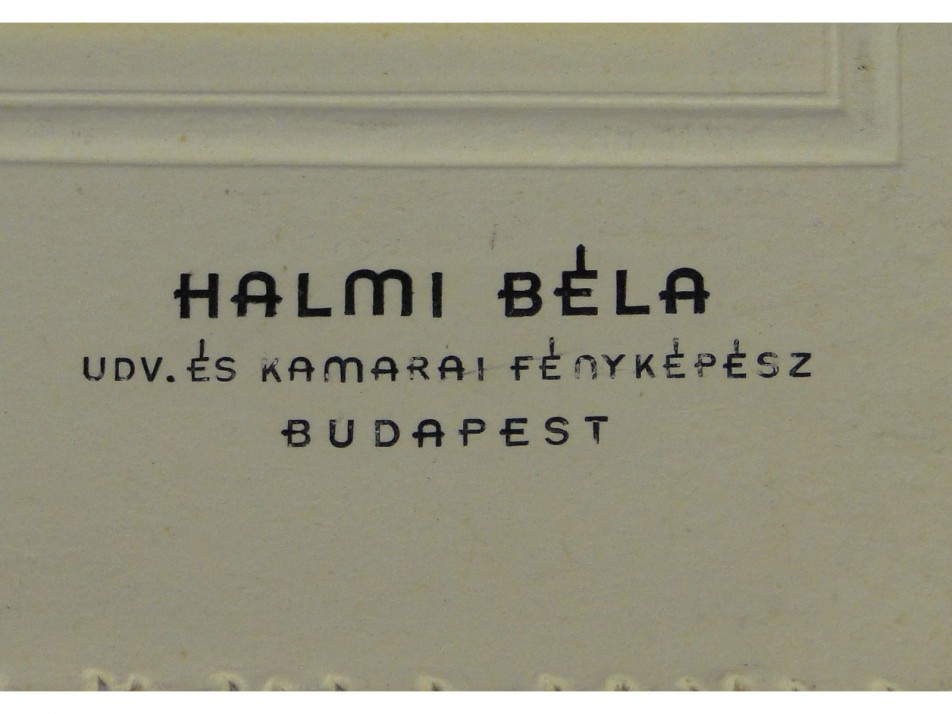 HALMI BÉLA
UDV. ÉS KAMARAI FÉNYKÉPÉSZ
BUDAPEST